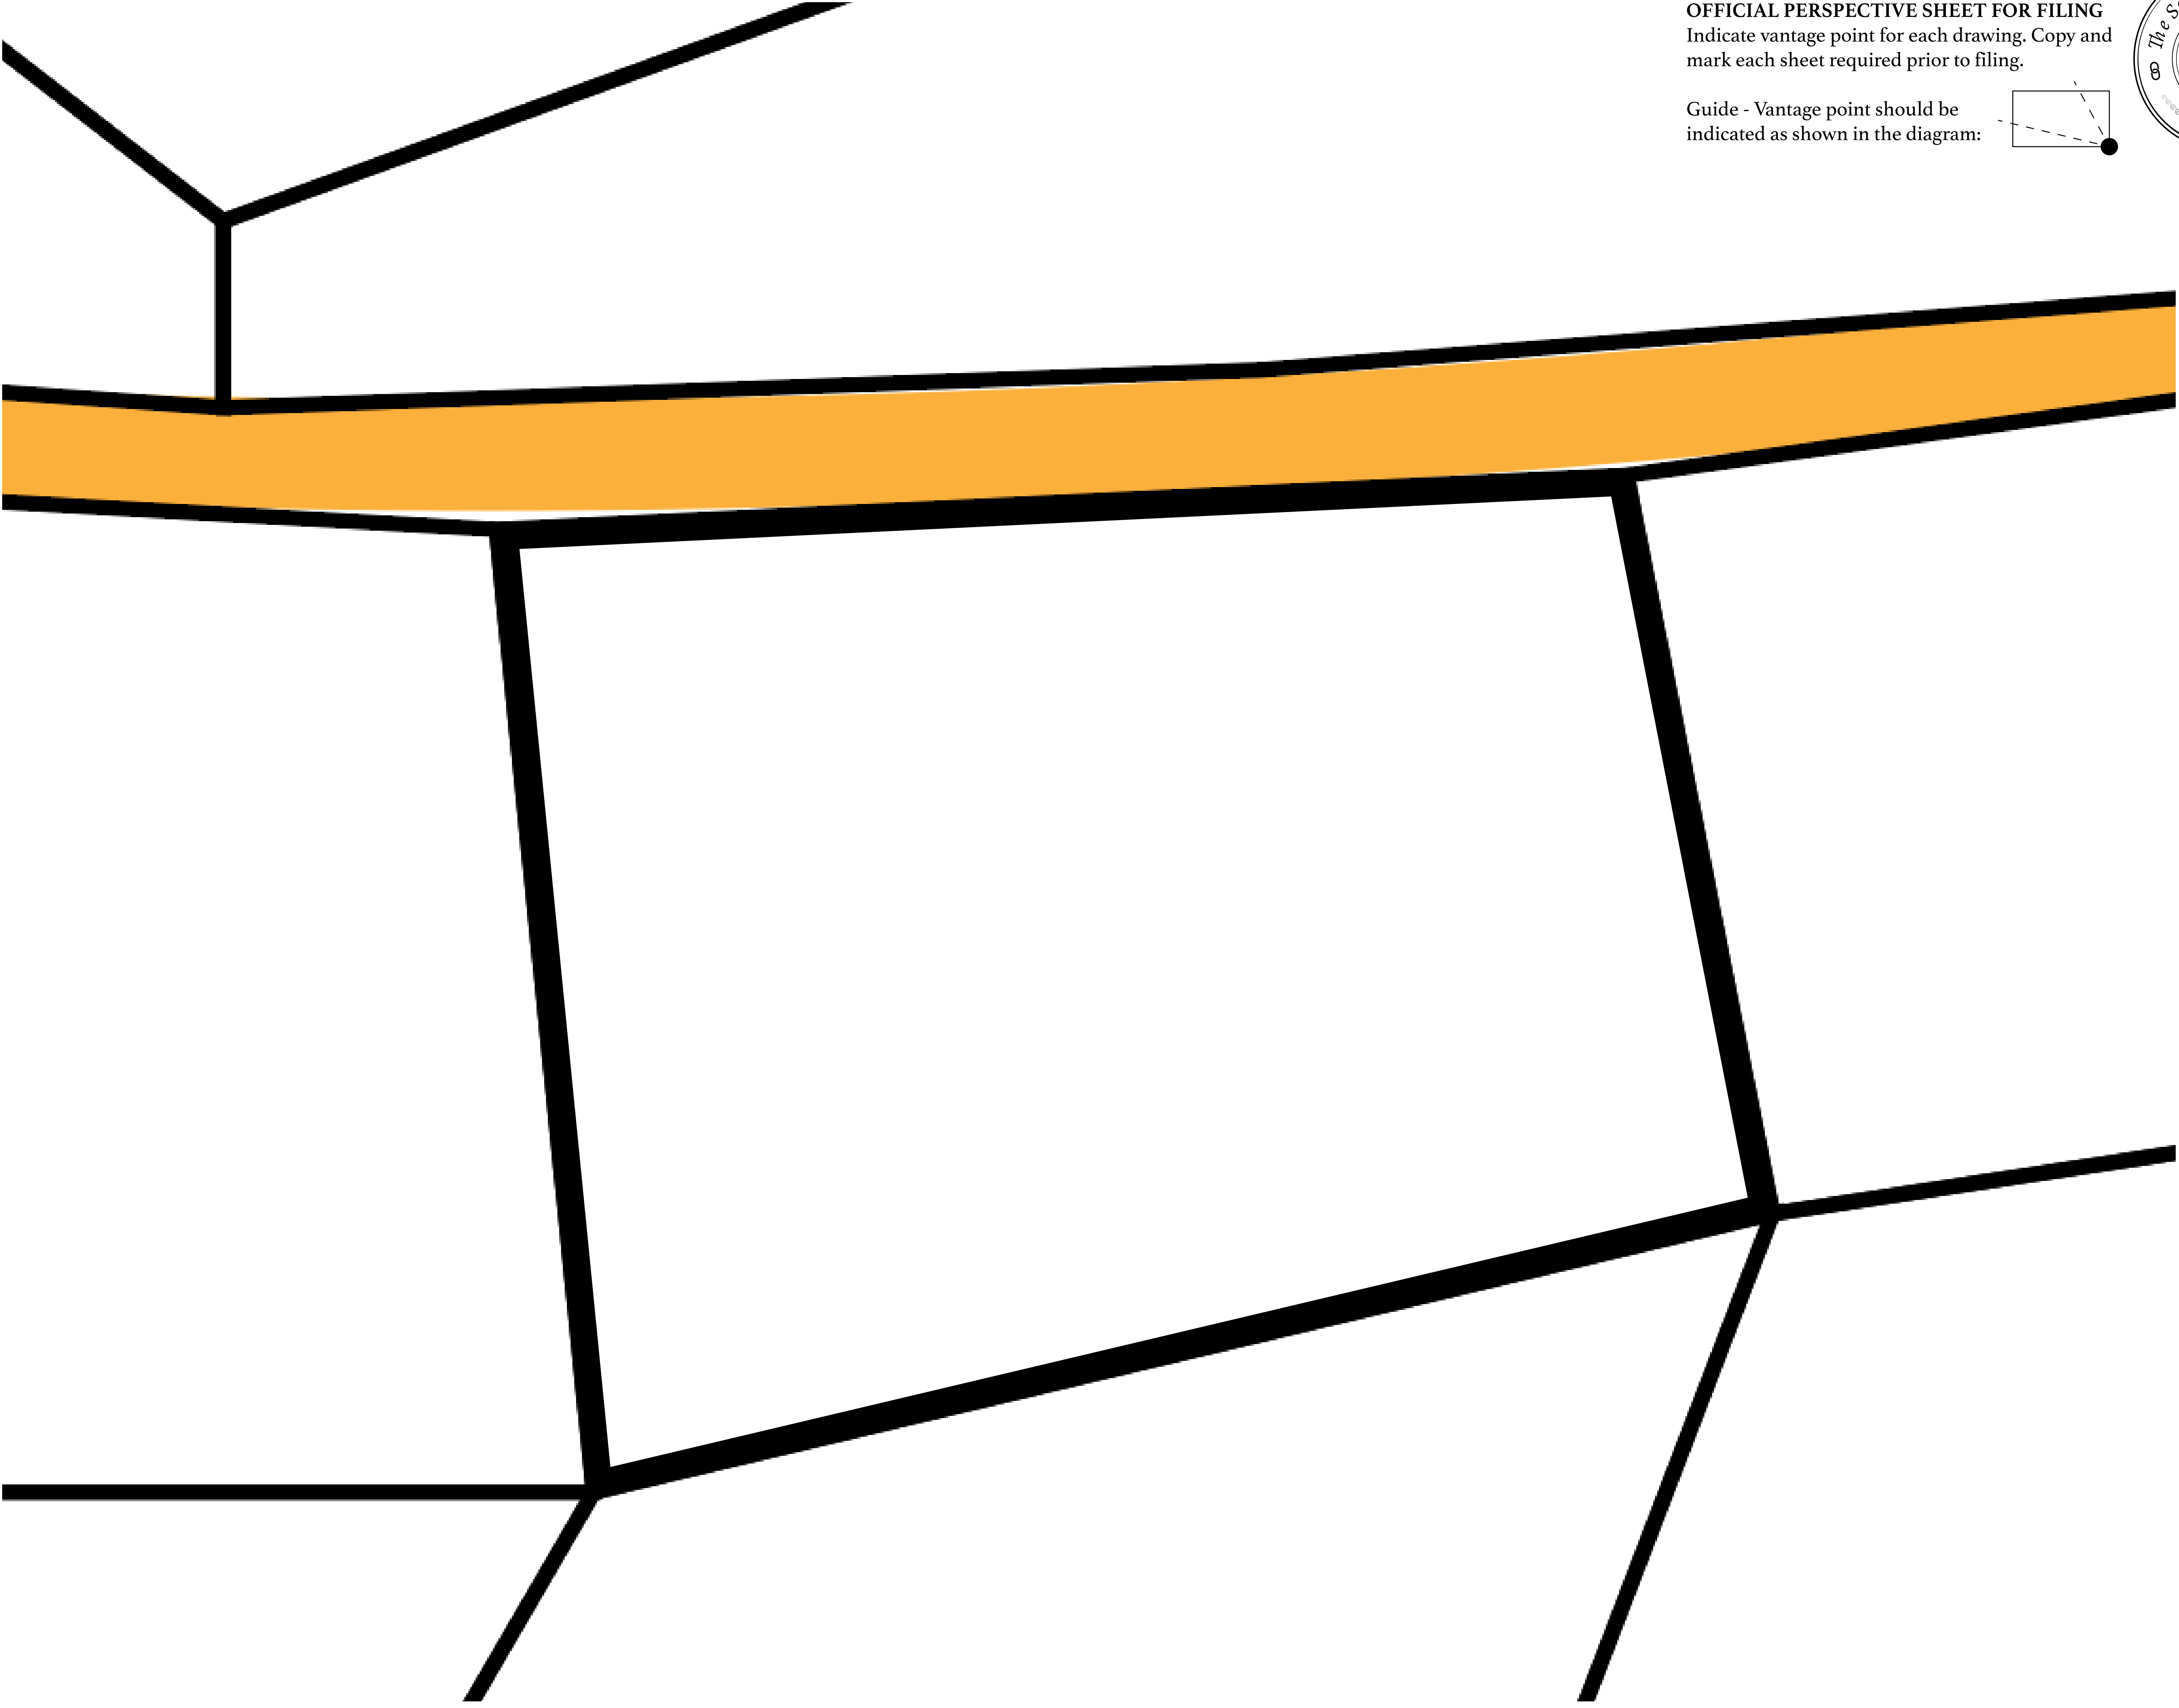 OFFICIAL PERSPECTIVE SHEET FOR FILING
Indicate vantage point for each drawing. Copy and
mark each sheet required prior to filing.
Guide - Vantage point should be
indicated as shown in the diagram:
The